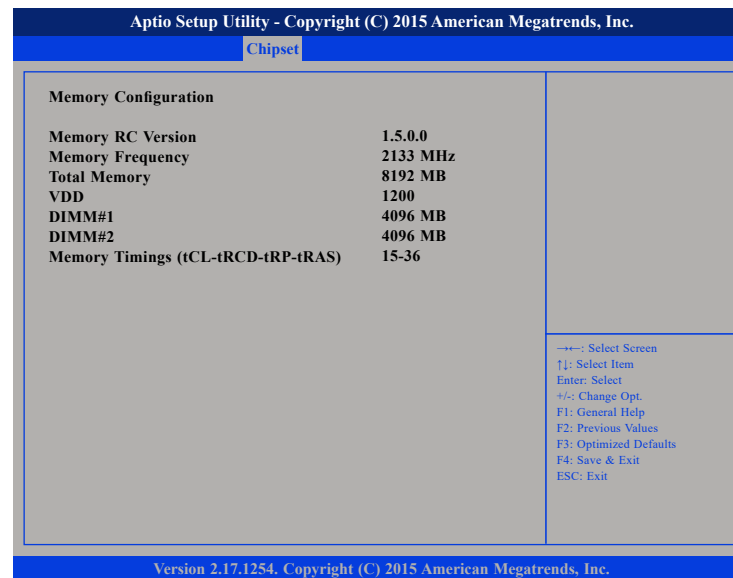 Aptio Setup Utility - Copyright (C) 2015 American Megatrends, Inc.
Chipset
Memory Configuration
Memory RC Version 1.5.0.0
Memory Frequency 2133 MHz
Total Memory 8192 MB
VDD 1200
DIMM#1 4096 MB
DIMM#2 4096 MB
Memory Timings (tCL-tRCD-tRP-tRAS) 15-36
→←: Select Screen
↑↓: Select Item
Enter: Select
+/-: Change Opt.
F1: General Help
F2: Previous Values
F3: Optimized Defaults
F4: Save & Exit
ESC: Exit
Version 2.17.1254. Copyright (C) 2015 American Megatrends, Inc.